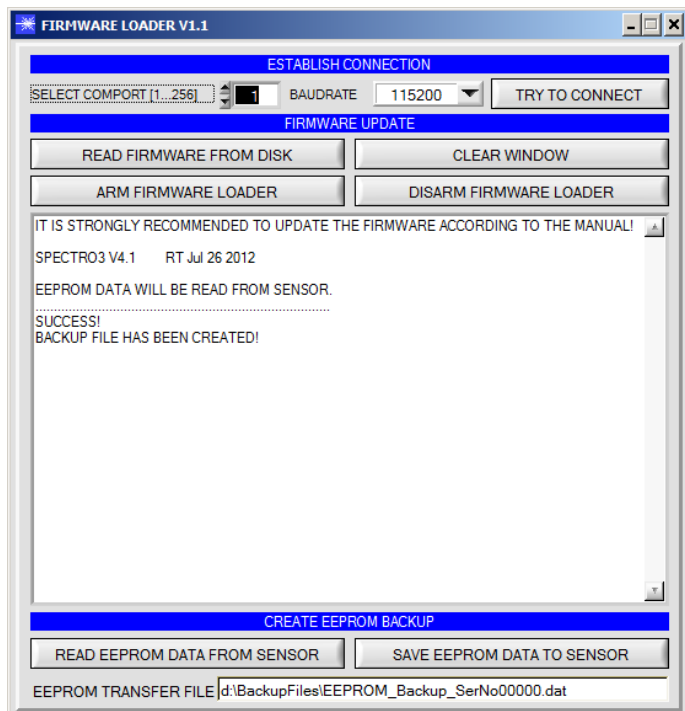 FIRMWARE LOADER V1.1
ESTABLISH CONNECTION
SELECT COMPORT [1...256] 1 BAUDRATE 115200 TRY TO CONNECT
FIRMWARE UPDATE
READ FIRMWARE FROM DISK CLEAR WINDOW
ARM FIRMWARE LOADER DISARM FIRMWARE LOADER
IT IS STRONGLY RECOMMENDED TO UPDATE THE FIRMWARE ACCORDING TO THE MANUAL!
SPECTRO3 V4.1 RT Jul 26 2012
EEPROM DATA WILL BE READ FROM SENSOR.
................................................................................
SUCCESS!
BACKUP FILE HAS BEEN CREATED!
CREATE EEPROM BACKUP
READ EEPROM DATA FROM SENSOR SAVE EEPROM DATA TO SENSOR
EEPROM TRANSFER FILE d:\BackupFiles\EEPROM_Backup_SerNo00000.dat